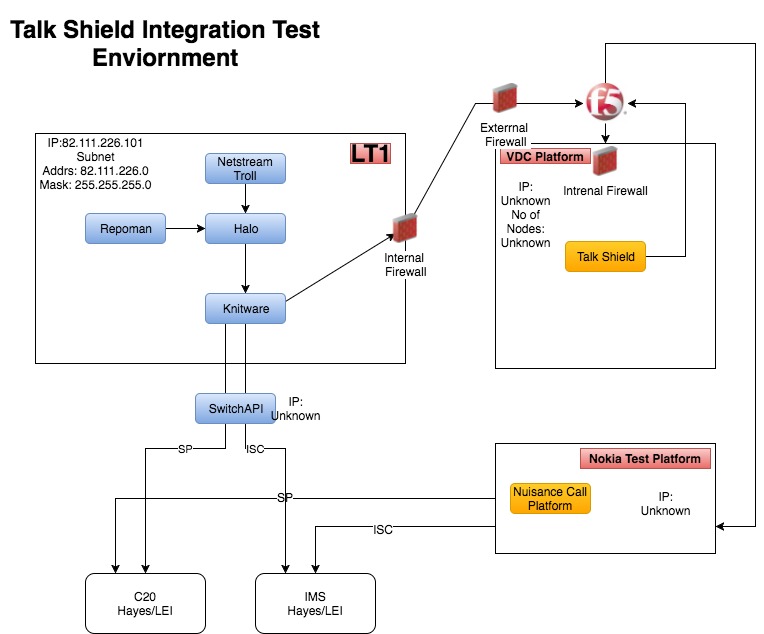 Talk Shield Integration Test
Enviornment
IP:82.111.226.101
Subnet
Addrs: 82.111.226.0
Mask: 255.255.255.0
LT1
Netstream
Troll
Repoman
Halo
Knitware
Internal
Firewall
Exterrnal
Firewall
f5
VDC Platform
Intrenal Firewall
IP:
Unknown
No of
Nodes:
Unknown
Talk Shield
SwitchAPI
IP:
Unknown
SP
ISC
Nokia Test Platform
Nuisance Call
Platform
IP:
Unknown
SP
ISC
C20
Hayes/LEI
IMS
Hayes/LEI